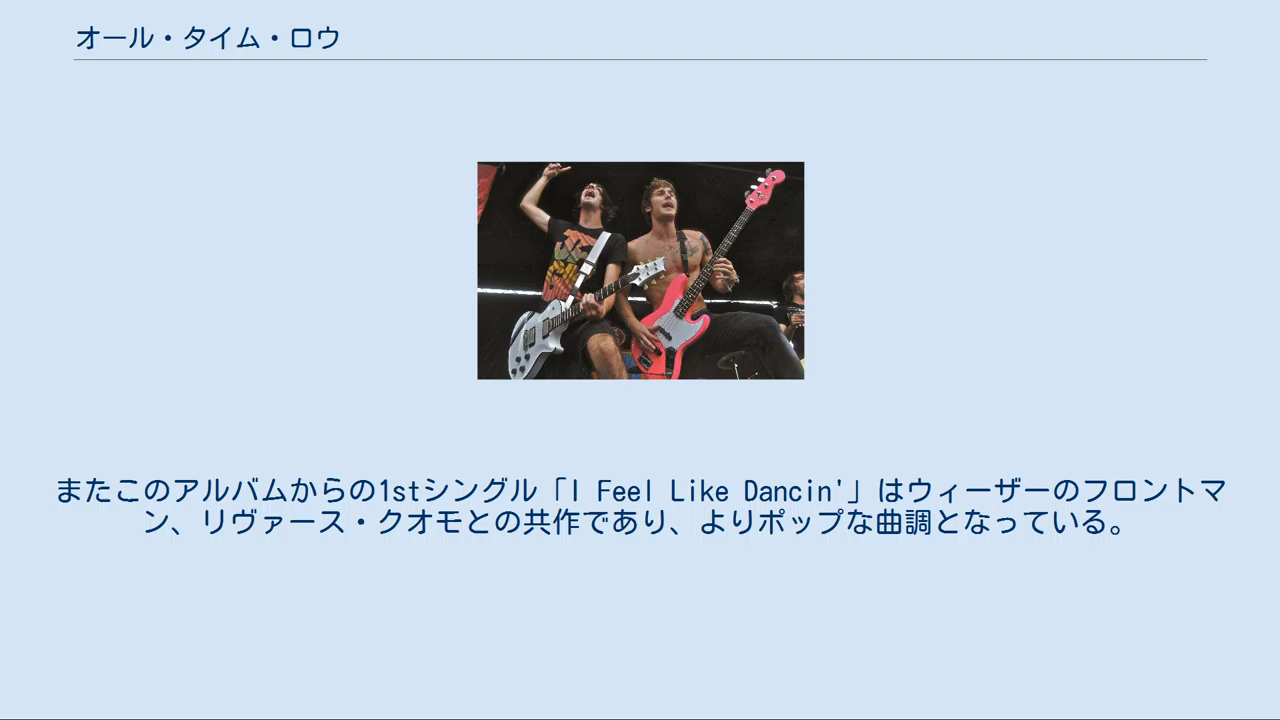 オール・タイム・ロウ
またこのアルバムからの1stシングル「I Feel Like Dancin'」はウィーザーのフロントマ
ン、リヴァース・クオモとの共作であり、よりポップな曲調となっている。